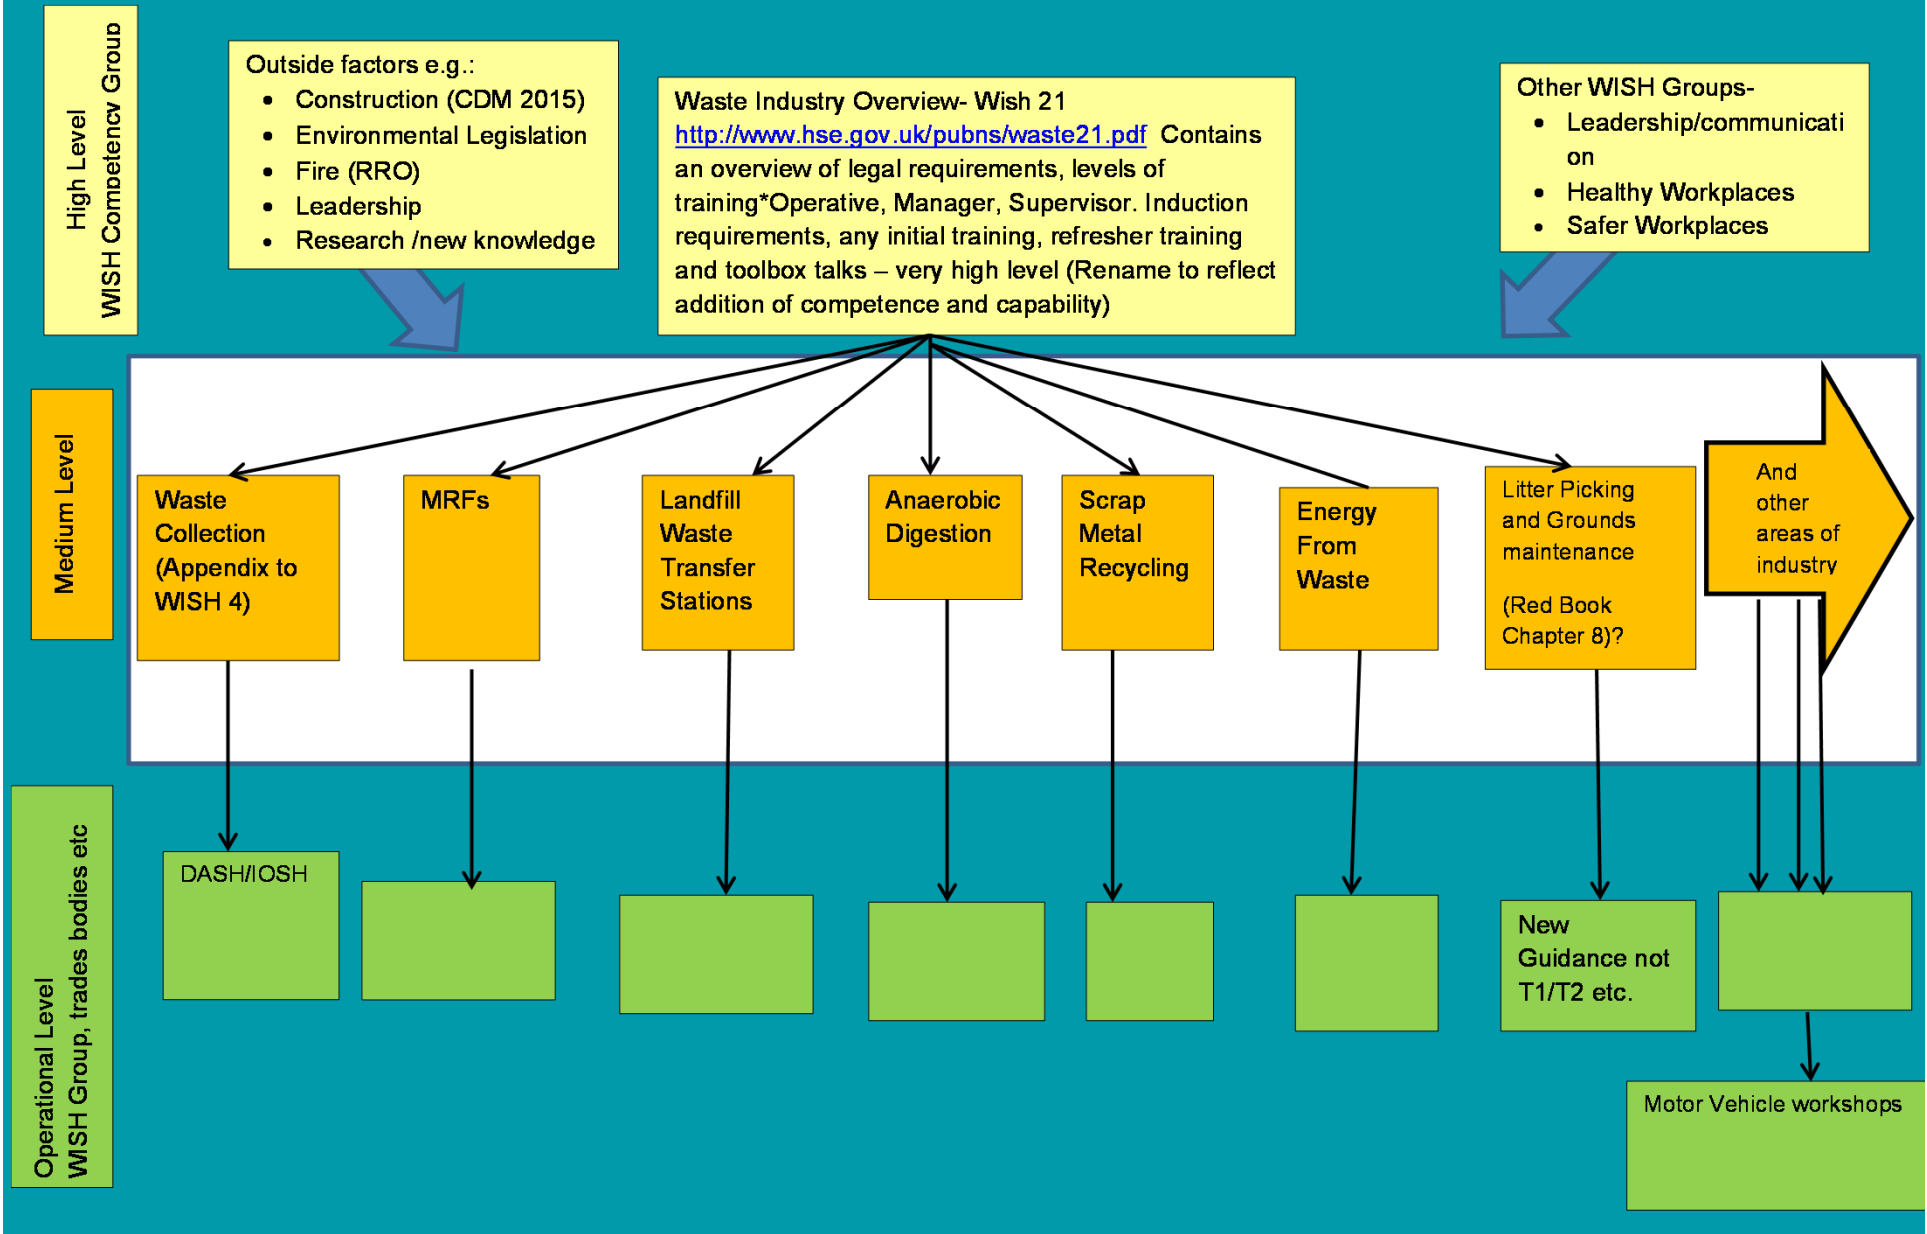 High Level
WISH Competency Group
Outside factors e.g.:
• Construction (CDM 2015)
• Environmental Legislation
• Fire (RRO)
• Leadership
• Research /new knowledge
Waste Industry Overview- Wish 21
http://www.hse.gov.uk/pubns/waste21.pdf Contains
an overview of legal requirements, levels of
training*Operative, Manager, Supervisor. Induction
requirements, any initial training, refresher training
and toolbox talks – very high level (Rename to reflect
addition of competence and capability)
Other WISH Groups-
• Leadership/communicati
on
• Healthy Workplaces
• Safer Workplaces
Medium Level
Waste
Collection
(Appendix to
WISH 4)
MRFs
Landfill
Waste
Transfer
Stations
Anaerobic
Digestion
Scrap
Metal
Recycling
Energy
From
Waste
Litter Picking
and Grounds
maintenance
(Red Book
Chapter 8)?
And
other
areas of
industry
Operational Level
WISH Group, trades bodies etc
DASH/IOSH
New
Guidance not
T1/T2 etc.
Motor Vehicle workshops